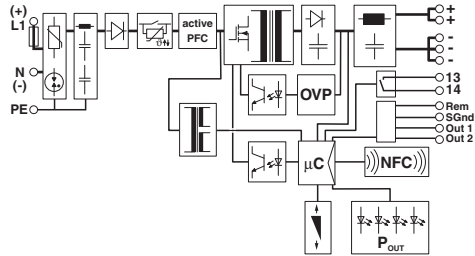 (+)
L1
N
(-)
PE
ϑ
active
PFC
OVP
+
+
-
-
-
13
14
Rem
SGnd
Out 1
Out 2
µC
NFC
POUT